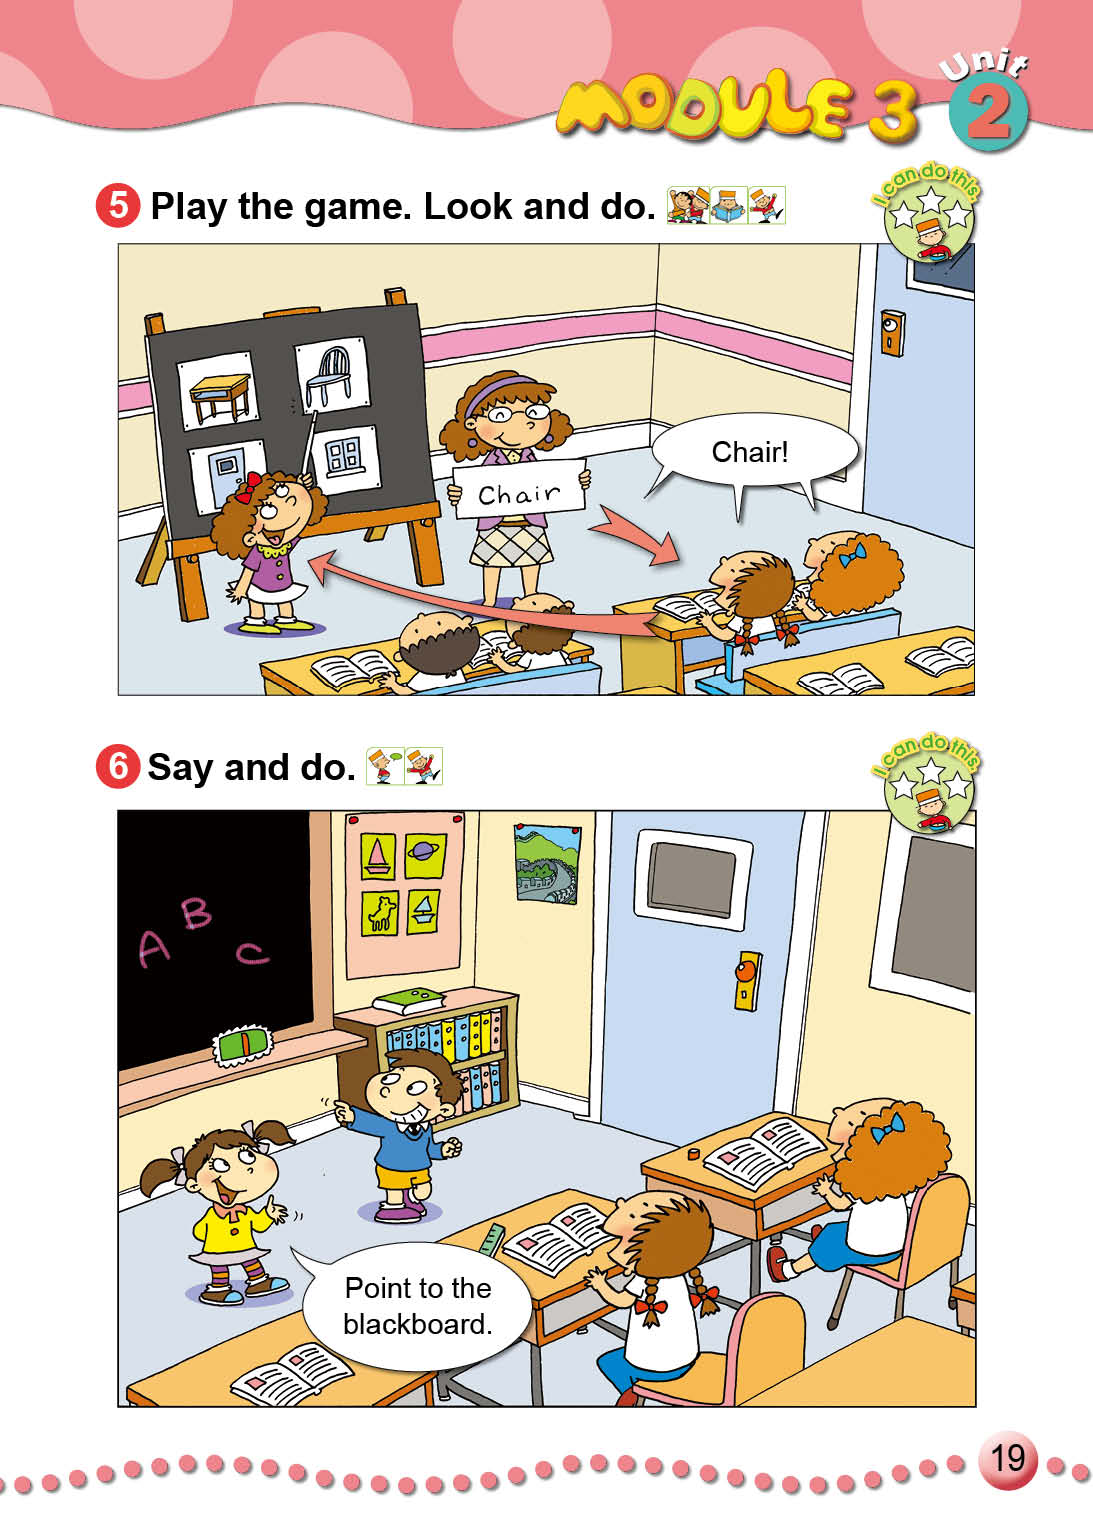 MODULE 3 Unit 2
5 Play the game. Look and do.
I can do this.
Chair!
Chair
6 Say and do.
I can do this.
A B C
Point to the
blackboard.
19